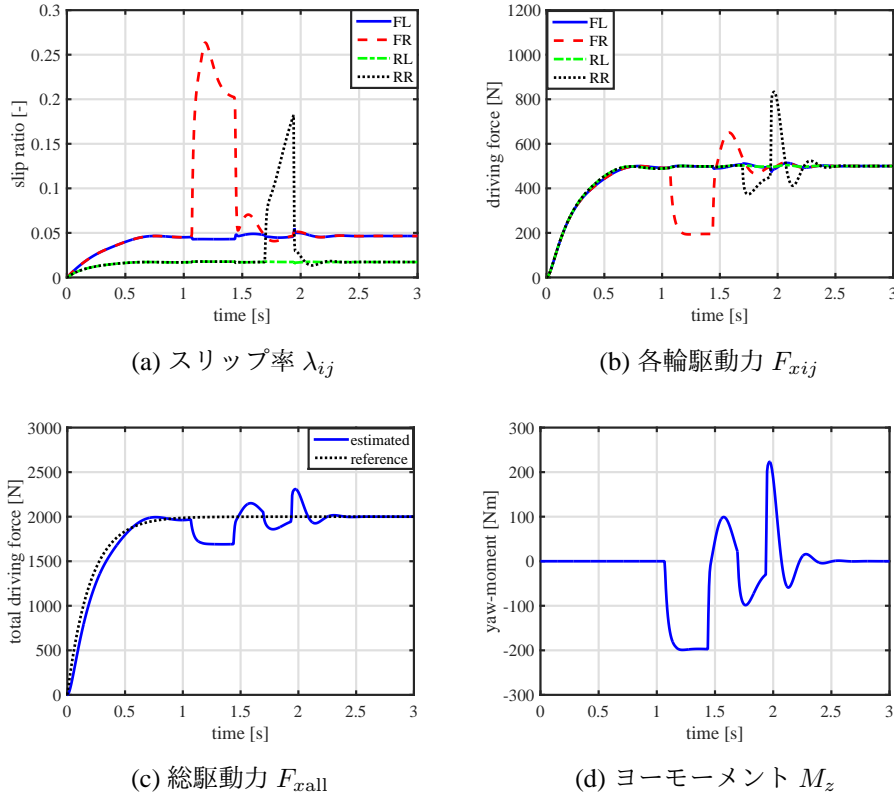 0.3
0.25
0.2
0.15
0.1
0.05
0
slip ratio [-]
FL
FR
RL
RR
0 0.5 1 1.5 2 2.5 3
time [s]
(a) スリップ率 λij
1200
1000
800
600
400
200
0
driving force [N]
FL
FR
RL
RR
0 0.5 1 1.5 2 2.5 3
time [s]
(b) 各輪駆動力 Fxij
3000
2500
2000
1500
1000
500
0
total driving force [N]
estimated
reference
0 0.5 1 1.5 2 2.5 3
time [s]
(c) 総駆動力 Fxall
300
200
100
0
-100
-200
-300
yaw-moment [Nm]
0 0.5 1 1.5 2 2.5 3
time [s]
(d) ヨーモーメント Mz